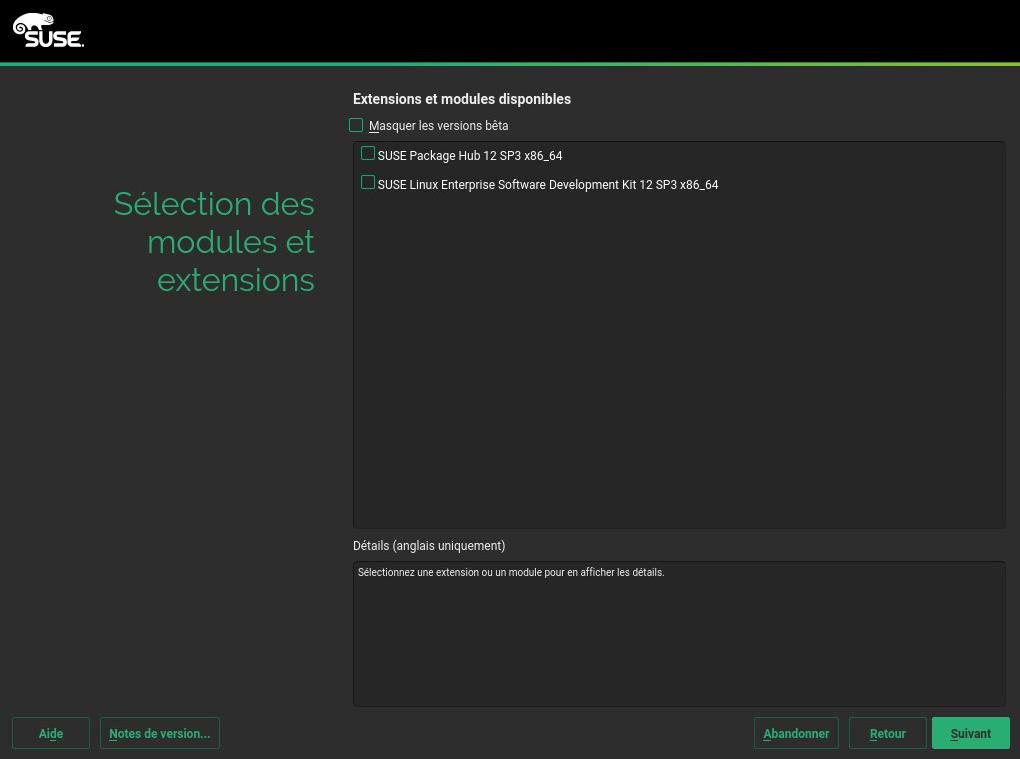 SUSE.
Extensions et modules disponibles
Masquer les versions bêta
SUSE Package Hub 12 SP3 x86_64
SUSE Linux Enterprise Software Development Kit 12 SP3 x86_64
Sélection des
modules et
extensions
Détails (anglais uniquement)
Sélectionnez une extension ou un module pour en afficher les détails.
Aide
Notes de version...
Abandonner
Retour
Suivant